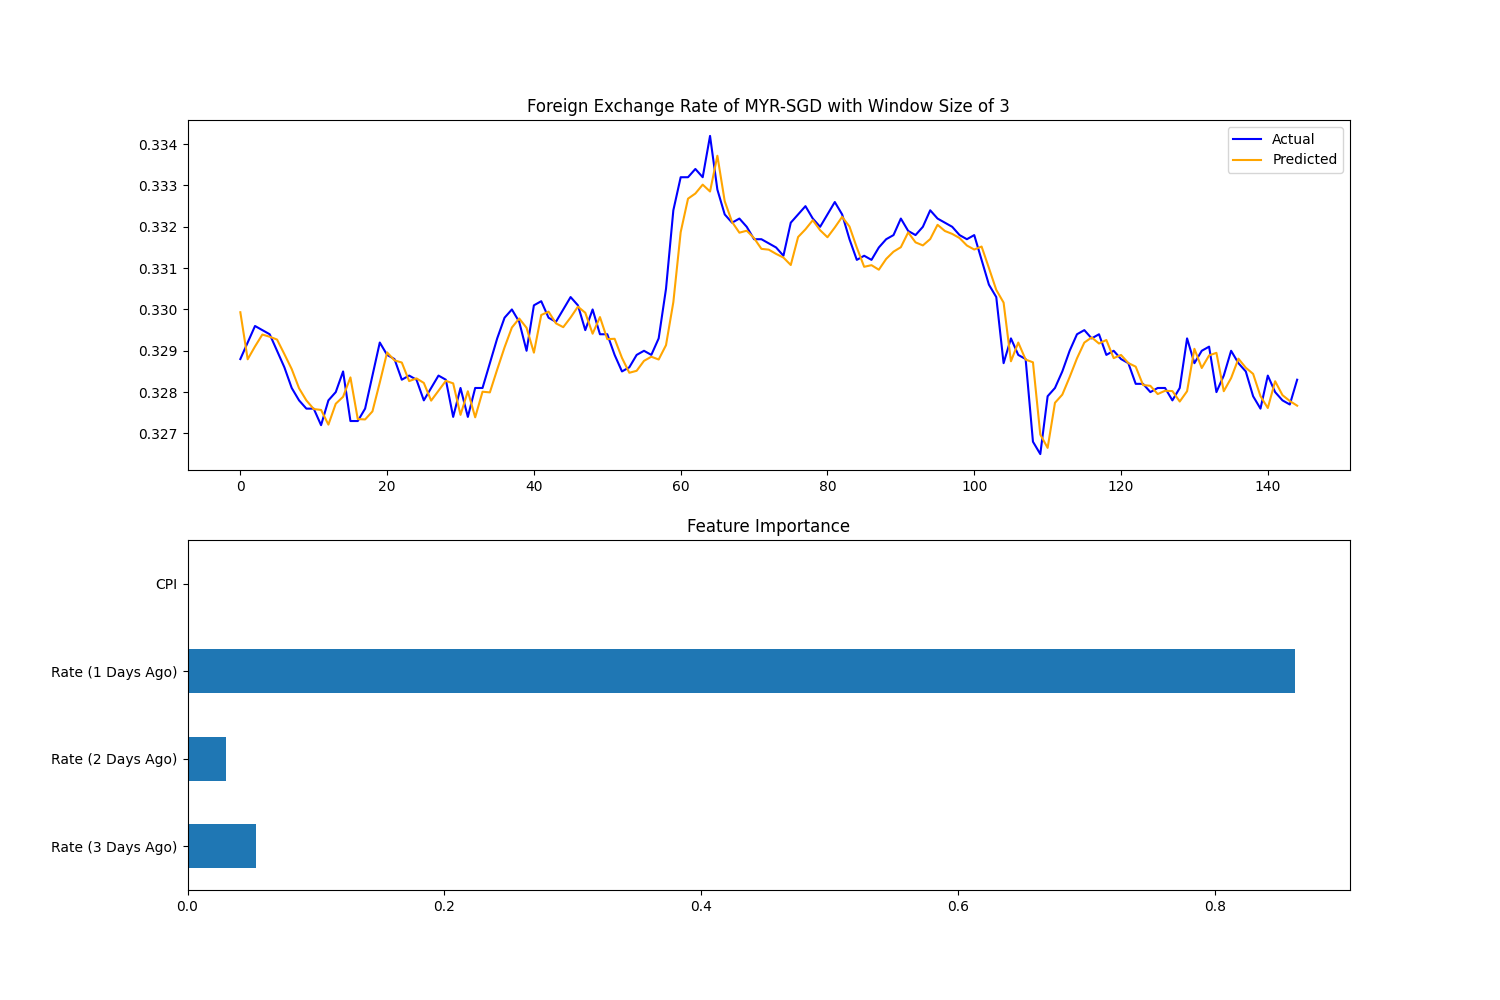 Foreign Exchange Rate of MYR-SGD with Window Size of 3
Actual
Predicted
0.334
0.333
0.332
0.331
0.330
0.329
0.328
0.327
0 20 40 60 80 100 120 140
Feature Importance
CPI
Rate (1 Days Ago)
Rate (2 Days Ago)
Rate (3 Days Ago)
0.0 0.2 0.4 0.6 0.8